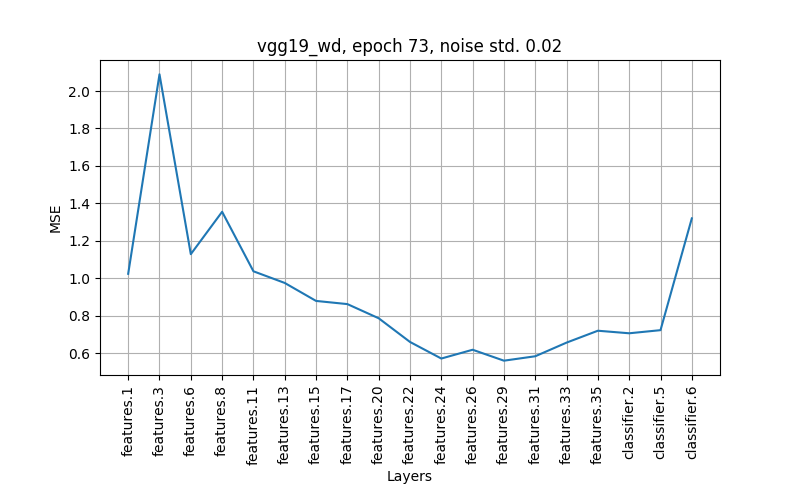 vgg19_wd, epoch 73, noise std. 0.02
MSE
2.0
1.8
1.6
1.4
1.2
1.0
0.8
0.6
features.1
features.3
features.6
features.8
features.11
features.13
features.15
features.17
features.20
features.22
features.24
features.26
features.29
features.31
features.33
features.35
classifier.2
classifier.5
classifier.6
Layers